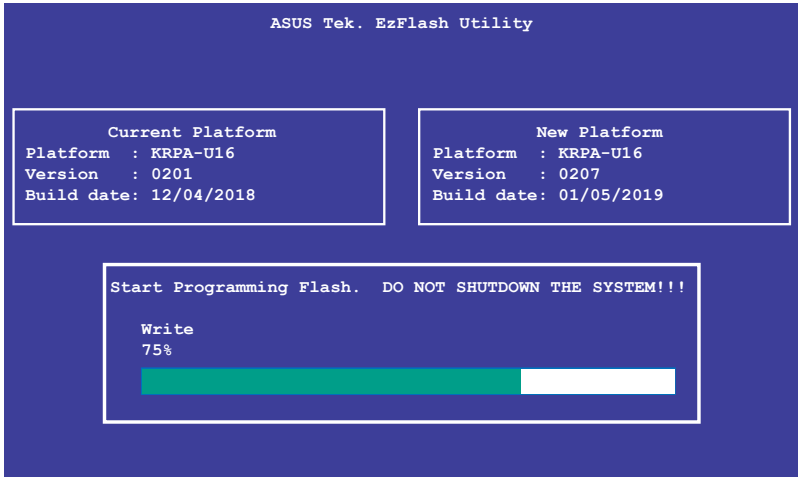 ASUS Tek. EzFlash Utility
Current Platform
Platform : KRPA-U16
Version : 0201
Build date: 12/04/2018
New Platform
Platform : KRPA-U16
Version : 0207
Build date: 01/05/2019
Start Programming Flash. DO NOT SHUTDOWN THE SYSTEM!!!
Write
75%